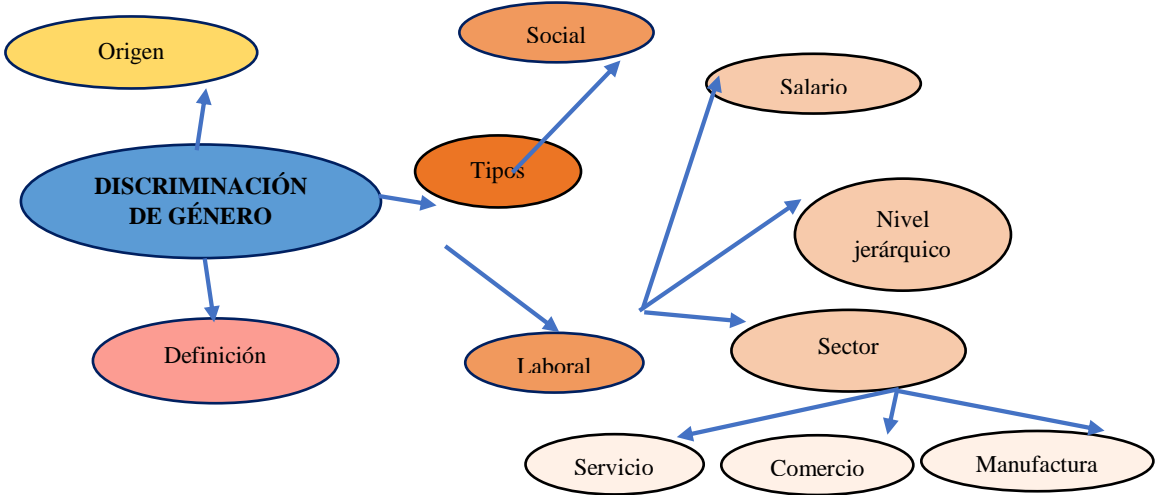 Origen
Social
Salario
Tipos
DISCRIMINACIÓN
DE GÉNERO
Nivel
jerárquico
Definición
Laboral
Sector
Servicio
Comercio
Manufactura